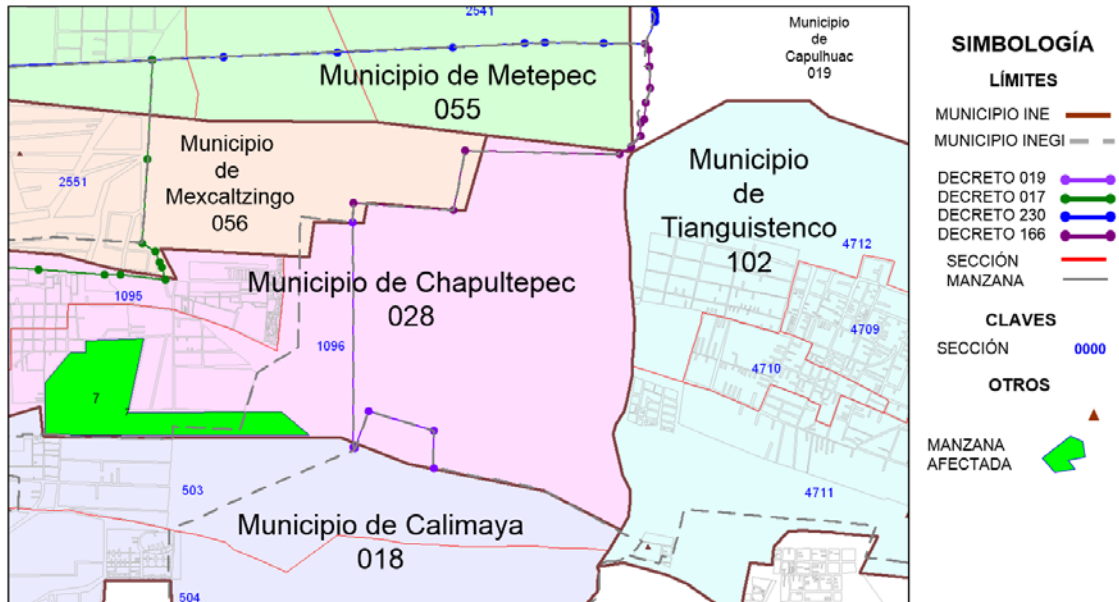 2541
Municipio
de
Capulhuac
019
Municipio de Metepec
055
Municipio
de
Mexcaltzingo
056
2551
Municipio
de
Tianguistenco
102
4712
Municipio de Chapultepec
028
1095
1096
4709
4710
7
503
4711
Municipio de Calimaya
018
504
SIMBOLOGÍA
LÍMITES
MUNICIPIO INE
MUNICIPIO INEGI
DECRETO 019
DECRETO 017
DECRETO 230
DECRETO 166
SECCIÓN
MANZANA
CLAVES
SECCIÓN 0000
OTROS
MANZANA
AFECTADA